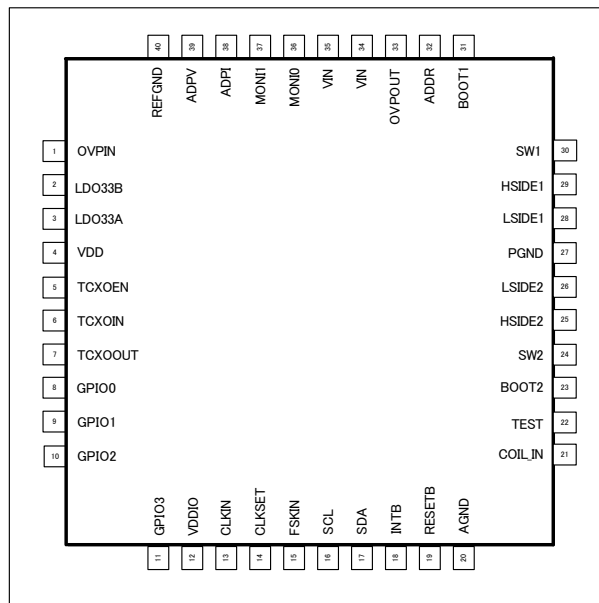 40 39 38 37 36 35 34 33 32 31
REFGND ADPV ADPI MONI1 MONI0 VIN VIN OVPOUT ADDR BOOT1
1 OVPIN
2 LDO33B
3 LDO33A
4 VDD
5 TCXOEN
6 TCXOIN
7 TCXOOUT
8 GPIO0
9 GPIO1
10 GPIO2
SW1 30
HSIDE1 29
LSIDE1 28
PGND 27
LSIDE2 26
HSIDE2 25
SW2 24
BOOT2 23
TEST 22
COIL_IN 21
GPIO3 VDDIO CLKIN CLKSET FSKIN SCL SDA INTB RESETB AGND
11 12 13 14 15 16 17 18 19 20